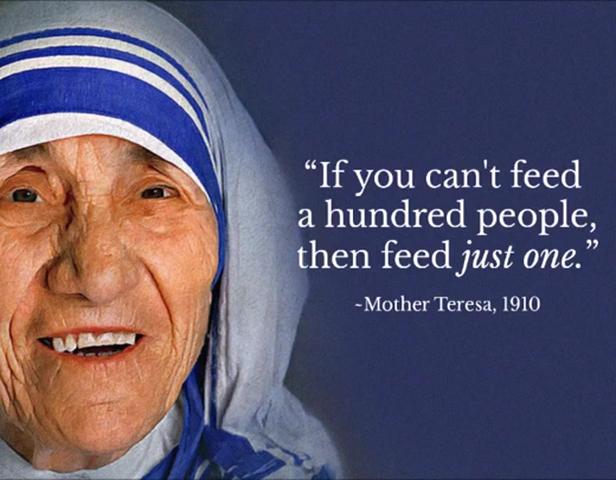 “If you can't feed
a hundred people,
then feed just one.”
~Mother Teresa, 1910